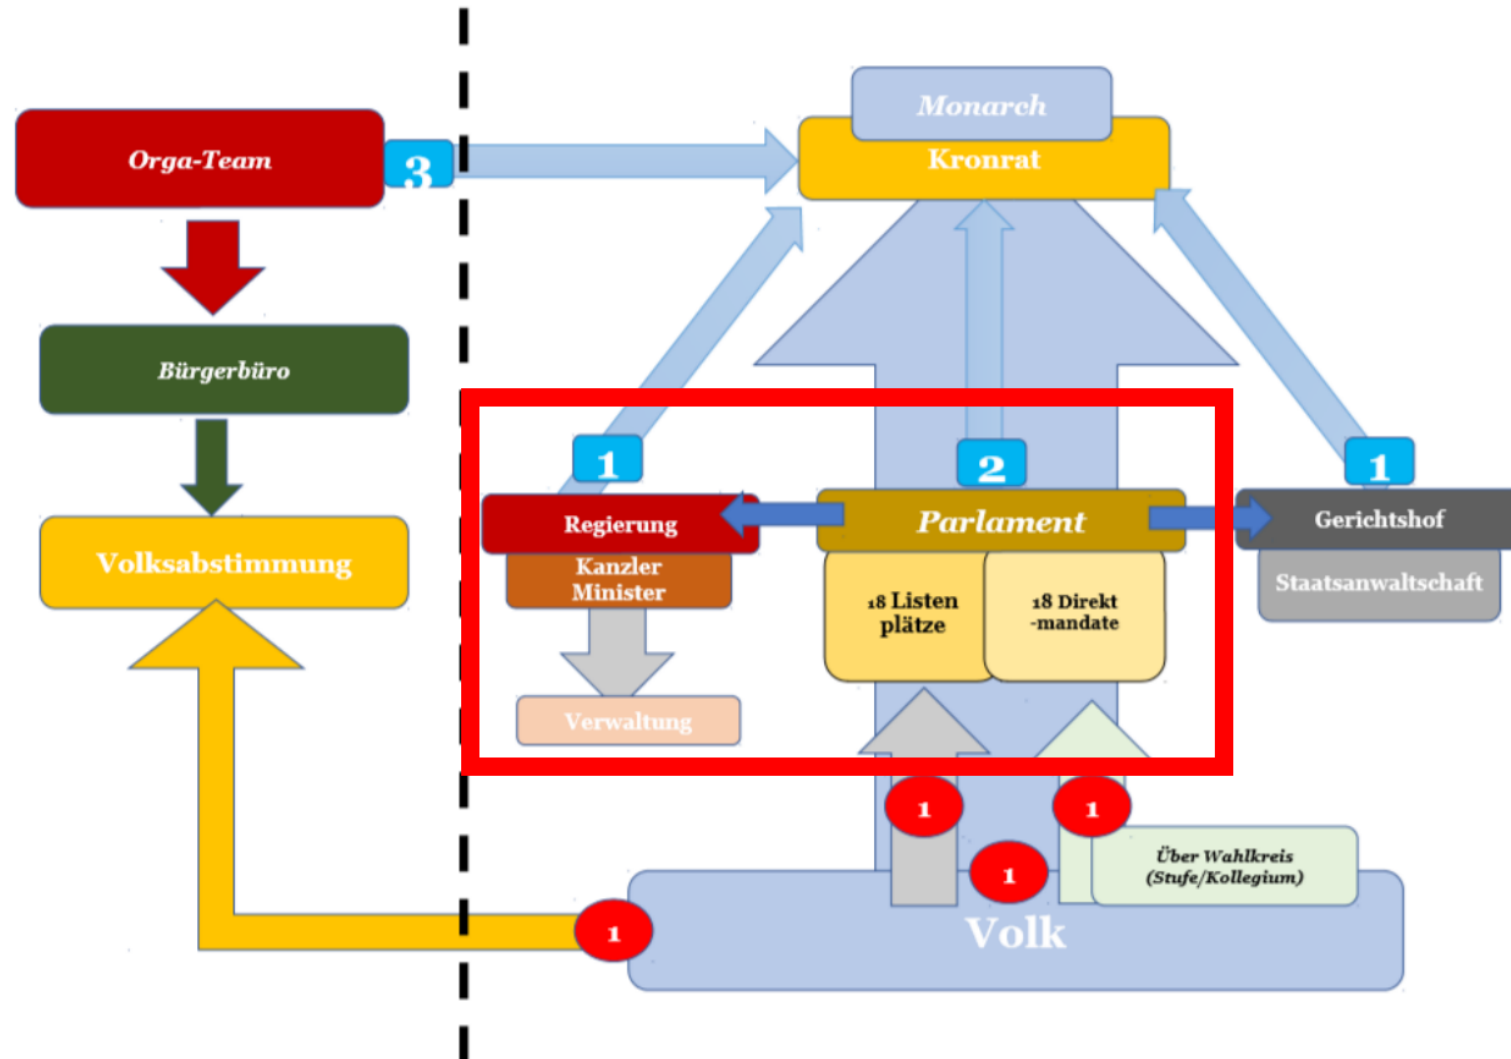 Monarch
Orga-Team
3
Kronrat
Bürgerbüro
1
2
1
Regierung
Parlament
Gerichtshof
Kanzler
Minister
18 Listen
plätze
18 Direkt
-mandate
Staatsanwaltschaft
Volksabstimmung
Verwaltung
1
1
Über Wahlkreis
(Stufe/Kollegium)
1
1
Volk